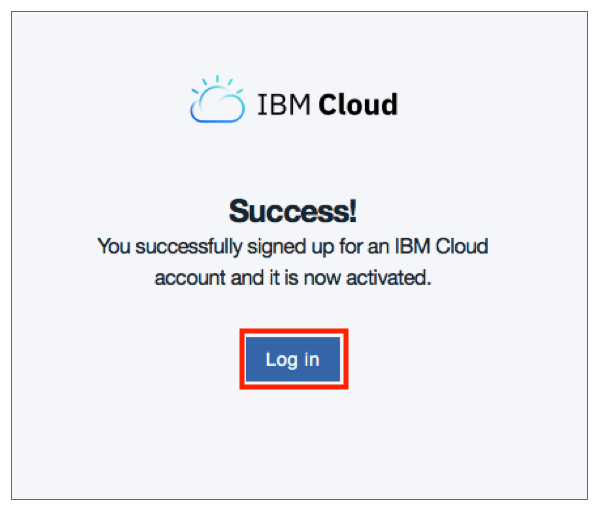 IBM Cloud
Success!
You successfully signed up for an IBM Cloud
account and it is now activated.
Log in